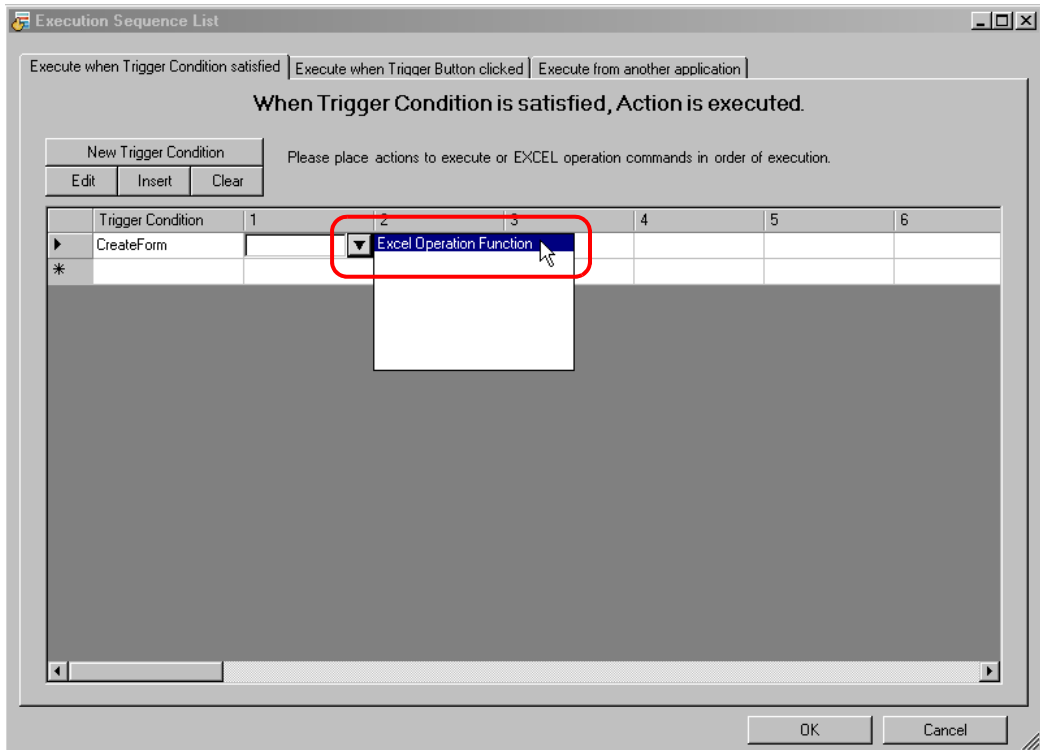 Execution Sequence List
Execute when Trigger Condition satisfied Execute when Trigger Button clicked Execute from another application
When Trigger Condition is satisfied, Action is executed.
New Trigger Condition
Please place actions to execute or EXCEL operation commands in order of execution.
Edit Insert Clear
Trigger Condition 1 2 3 4 5 6
CreateForm Excel Operation Function
OK Cancel